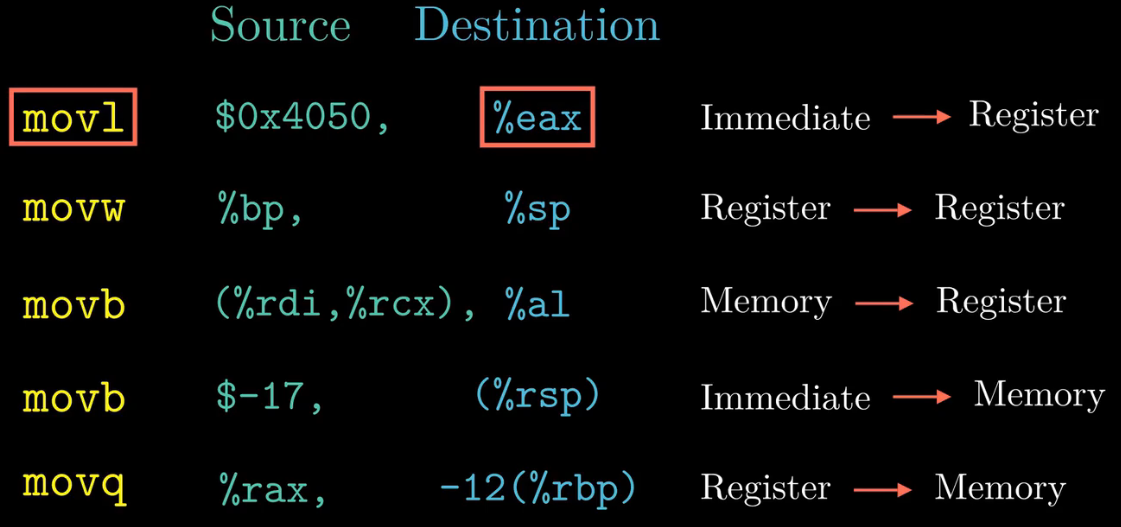 Source Destination
movl $0x4050, %eax Immediate → Register
movw %bp, %sp Register → Register
movb (%rdi,%rcx), %al Memory → Register
movb $-17, (%rsp) Immediate → Memory
movq %rax, -12(%rbp) Register → Memory